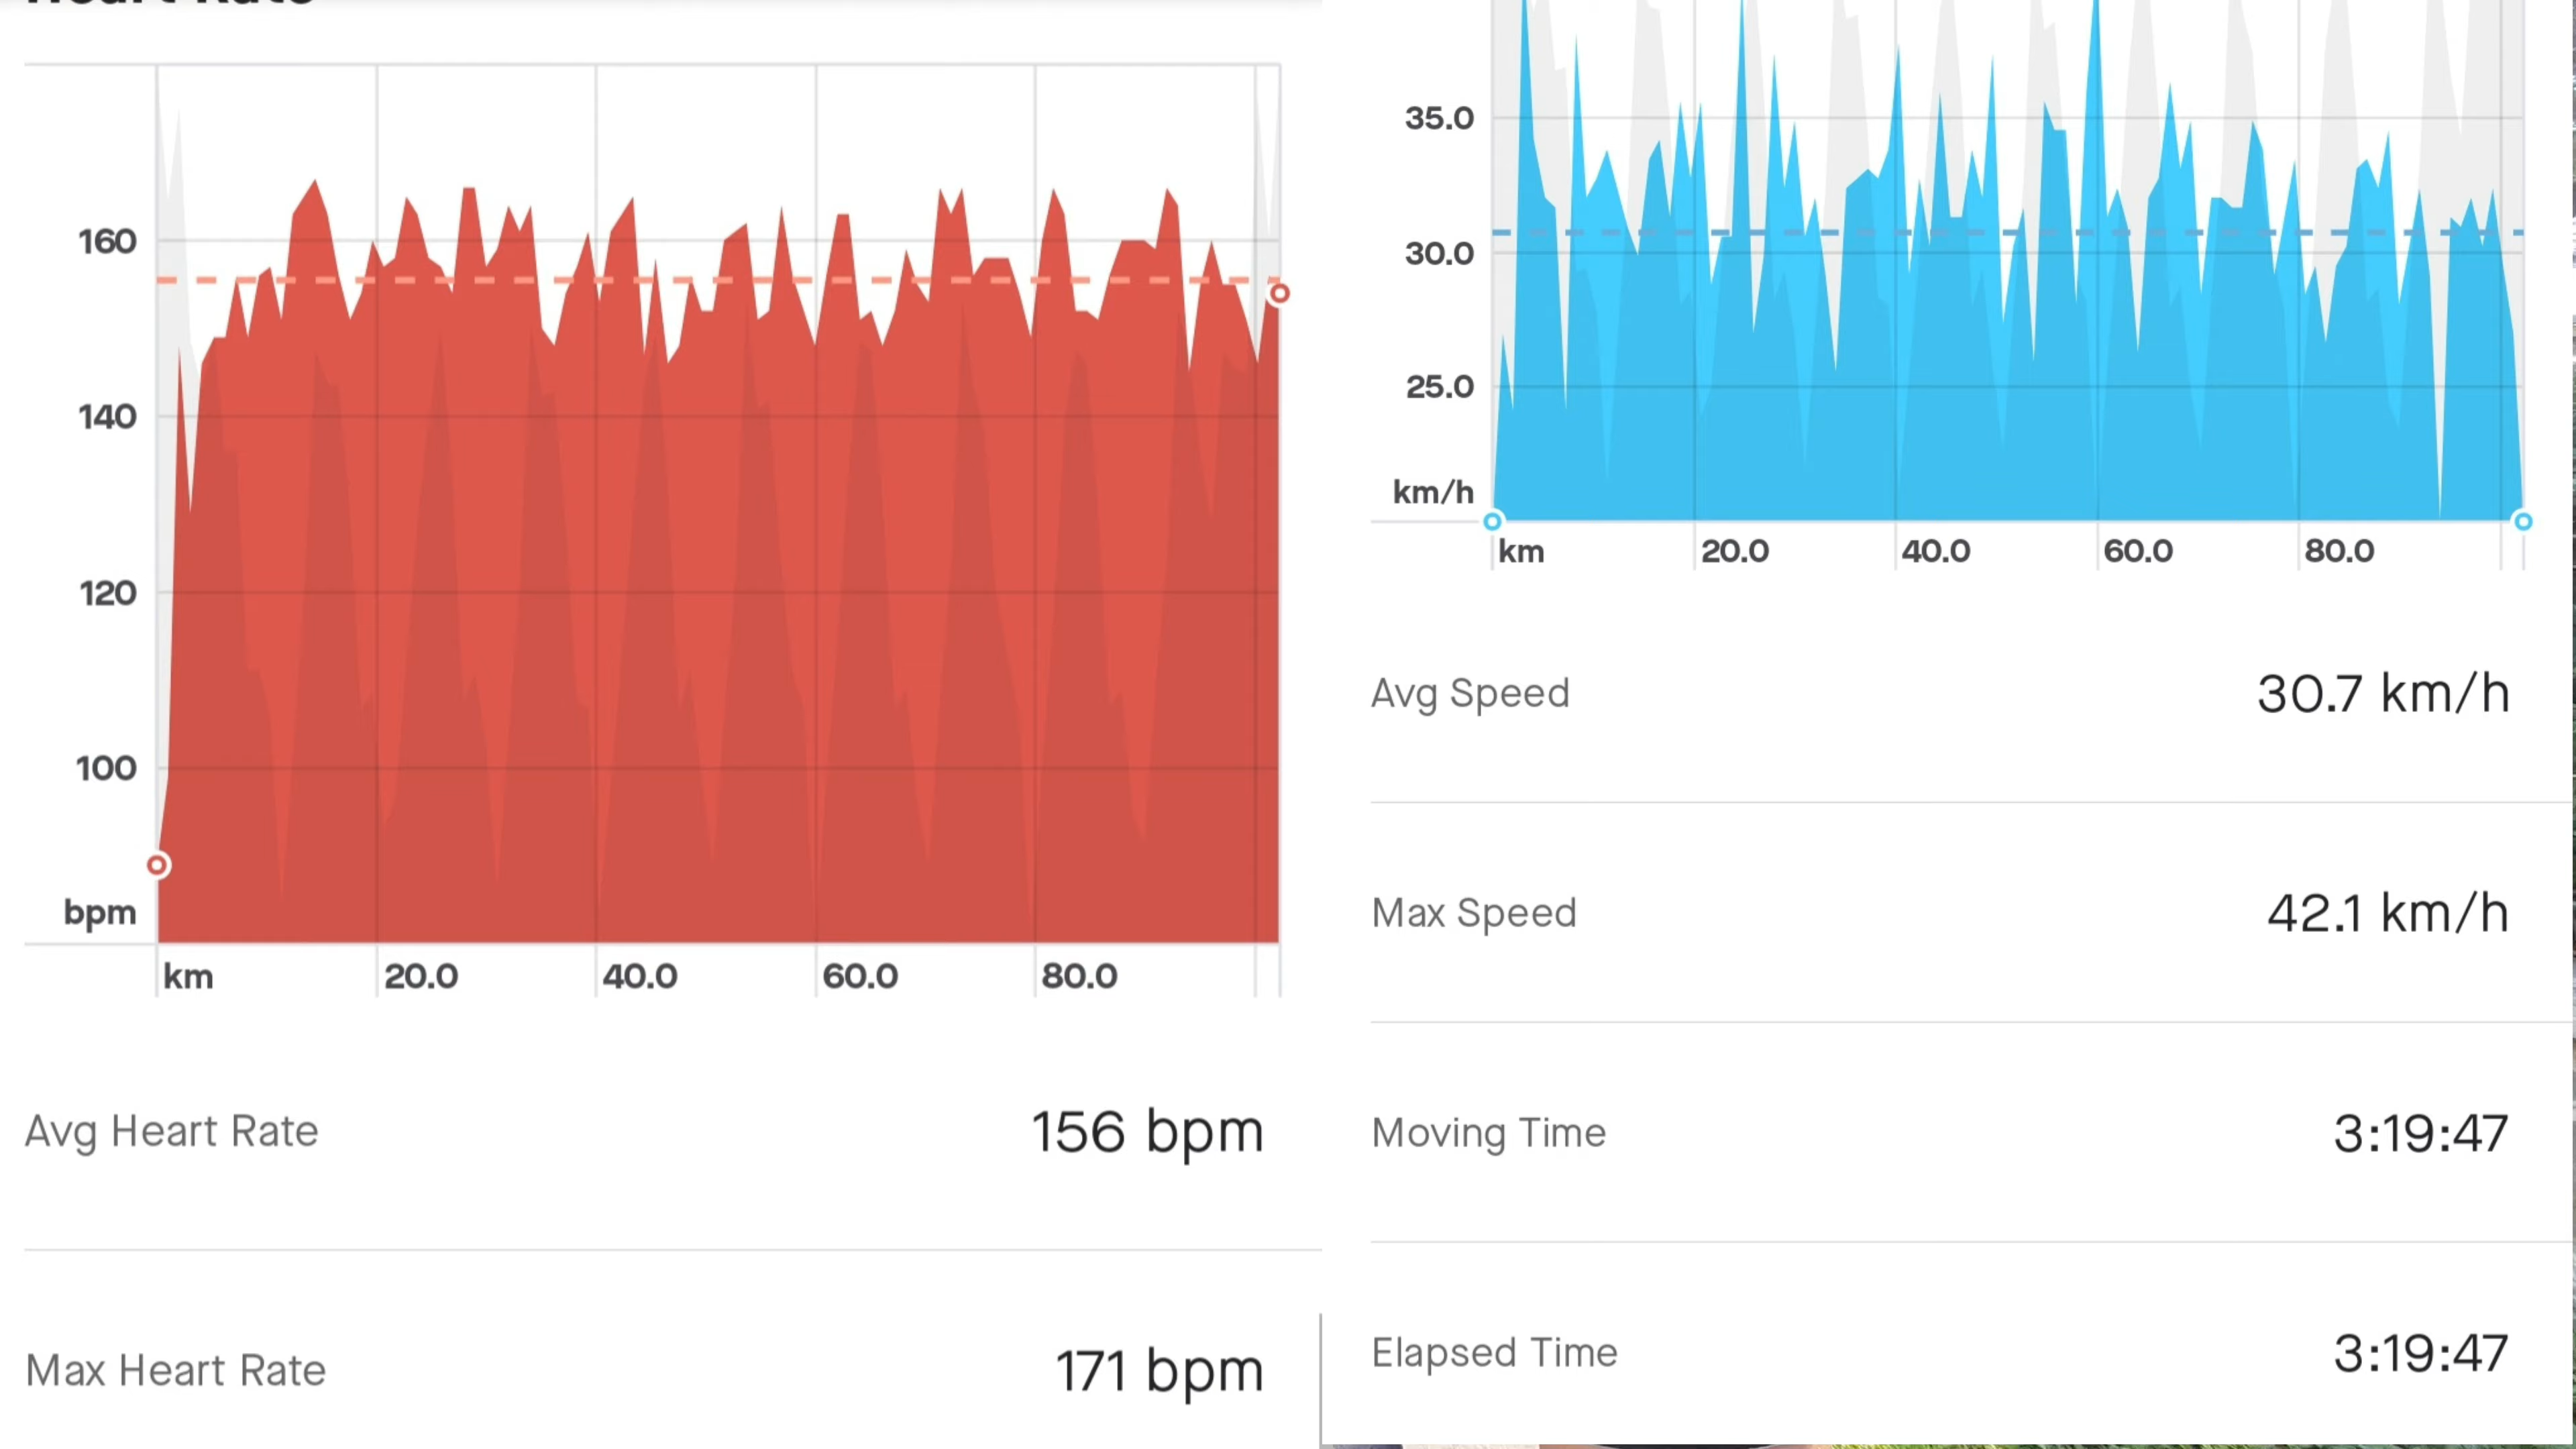 Heart Rate
160
140
120
100
bpm
km 20.0 40.0 60.0 80.0
Avg Heart Rate 156 bpm
Max Heart Rate 171 bpm
35.0
30.0
25.0
km/h
km 20.0 40.0 60.0 80.0
Avg Speed 30.7 km/h
Max Speed 42.1 km/h
Moving Time 3:19:47
Elapsed Time 3:19:47